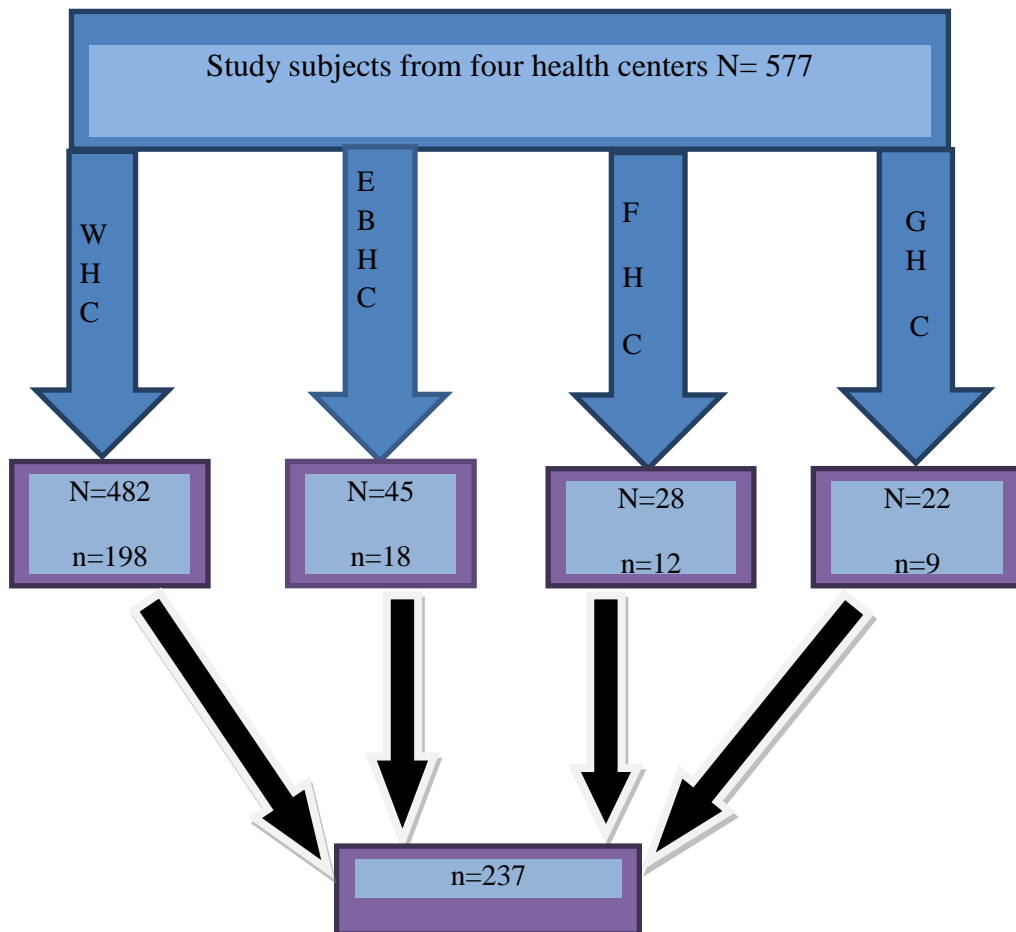 Study subjects from four health centers N= 577
W
H
C
E
B
H
C
F
H
C
G
H
C
N=482
n=198
N=45
n=18
N=28
n=12
N=22
n=9
n=237